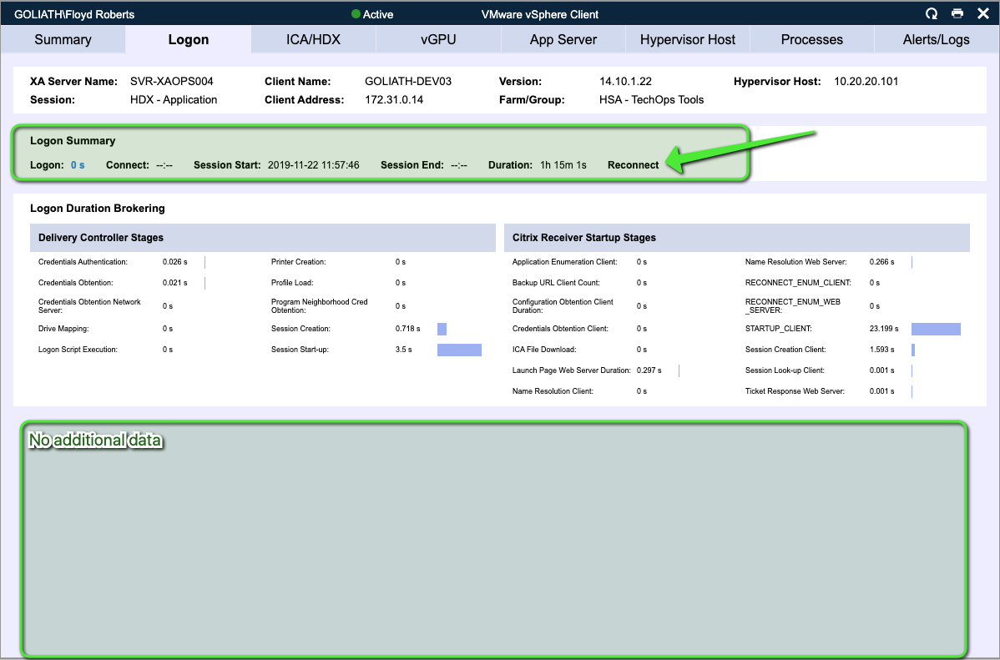 GOLIATH\Floyd Roberts Active VMware vSphere Client
Summary Logon ICA/HDX vGPU App Server Hypervisor Host Processes Alerts/Logs
XA Server Name: SVR-XAOPS004 Client Name: GOLIATH-DEV03 Version: 14.10.1.22 Hypervisor Host: 10.20.20.101
Session: HDX - Application Client Address: 172.31.0.14 Farm/Group: HSA - TechOps Tools
Logon Summary
Logon: 0 s Connect: --:-- Session Start: 2019-11-22 11:57:46 Session End: --:-- Duration: 1h 15m 1s Reconnect
Logon Duration Brokering
Delivery Controller Stages
Credentials Authentication: 0.026 s Printer Creation: 0 s
Credentials Obtention: 0.021 s Profile Load: 0 s
Credentials Obtention Network
Server: 0 s Program Neighborhood Cred
Obtention: 0 s
Drive Mapping: 0 s Session Creation: 0.718 s
Logon Script Execution: 0 s Session Start-up: 3.5 s
Citrix Receiver Startup Stages
Application Enumeration Client: 0 s Name Resolution Web Server: 0.266 s
Backup URL Client Count: 0 s RECONNECT_ENUM_CLIENT: 0 s
Configuration Obtention Client
Duration: 0 s RECONNECT_ENUM_WEB
_SERVER: 0 s
Credentials Obtention Client: 0 s STARTUP_CLIENT: 23.199 s
ICA File Download: 0 s Session Creation Client: 1.593 s
Launch Page Web Server Duration: 0.297 s Session Look-up Client: 0.001 s
Name Resolution Client: 0 s Ticket Response Web Server: 0.001 s
No additional data